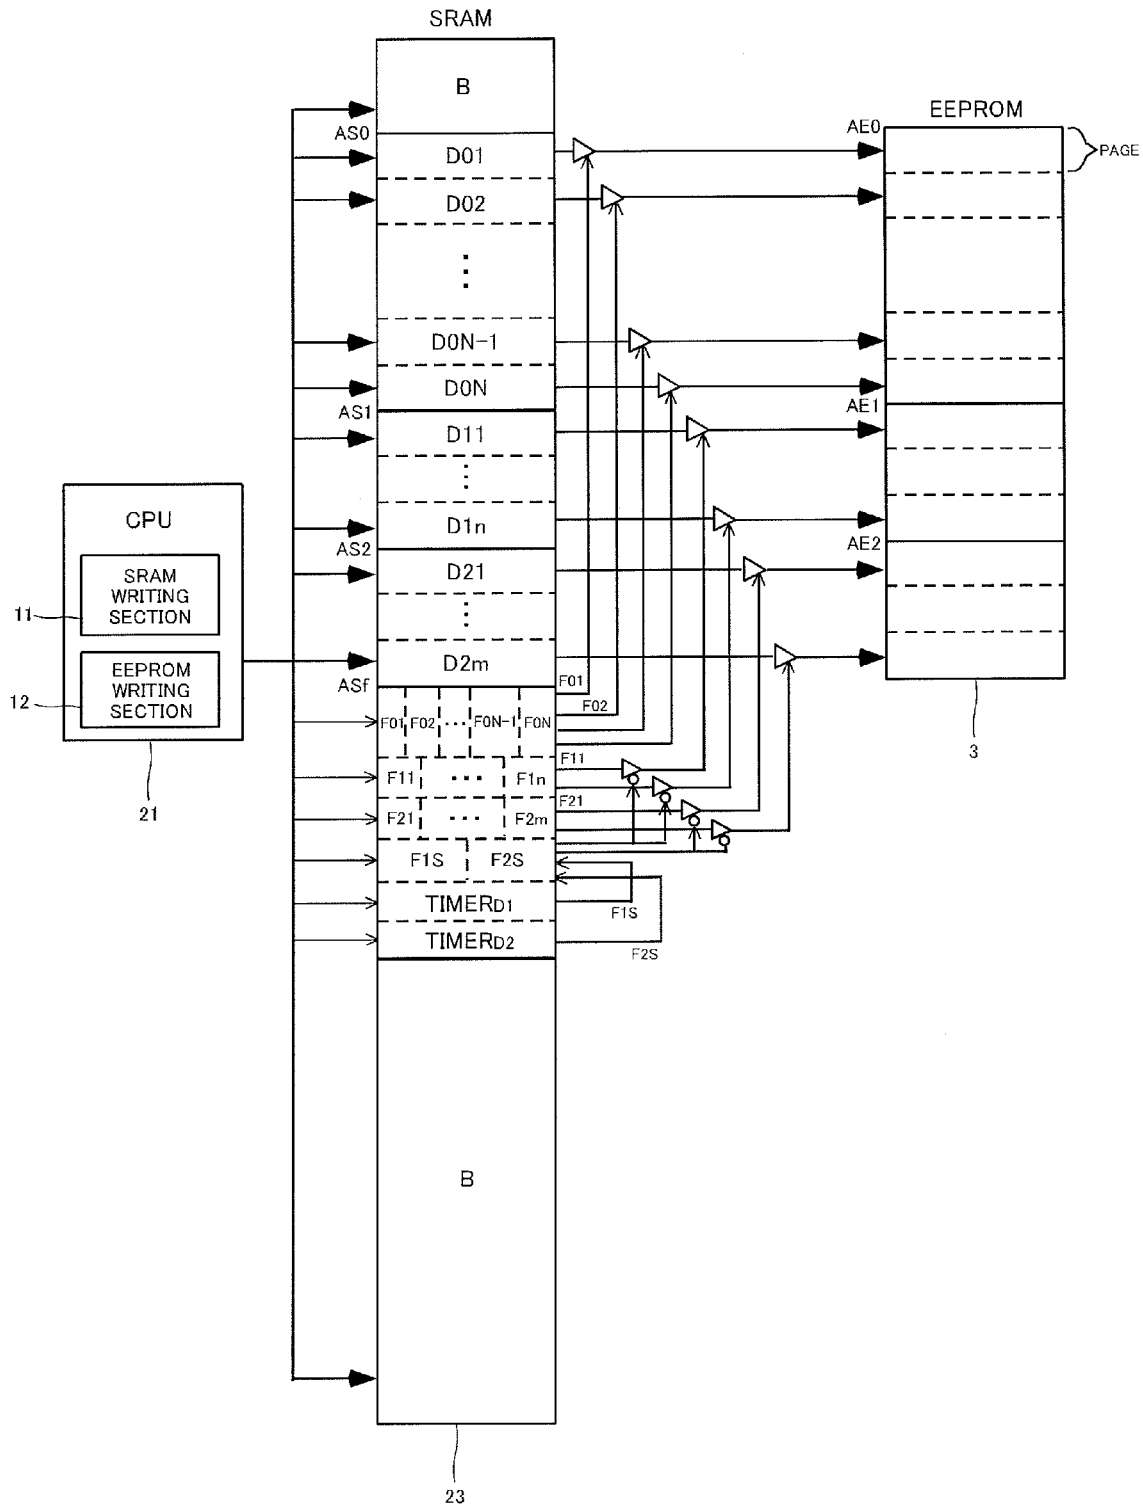 SRAM
B
EEPROM
AS0
AE0
D01
PAGE
D02
⋮
D0N-1
D0N
AS1
AE1
D11
⋮
D1n
AS2
AE2
D21
⋮
D2m
ASf
CPU
SRAM
WRITING
SECTION
11
EEPROM
WRITING
SECTION
12
21
3
F01
F02
F01 F02 ··· F0N-1 F0N
F11
F11 ··· F1n
F21
F21 ··· F2m
F1S F2S
TIMERD1
F1S
TIMERD2
F2S
B
23